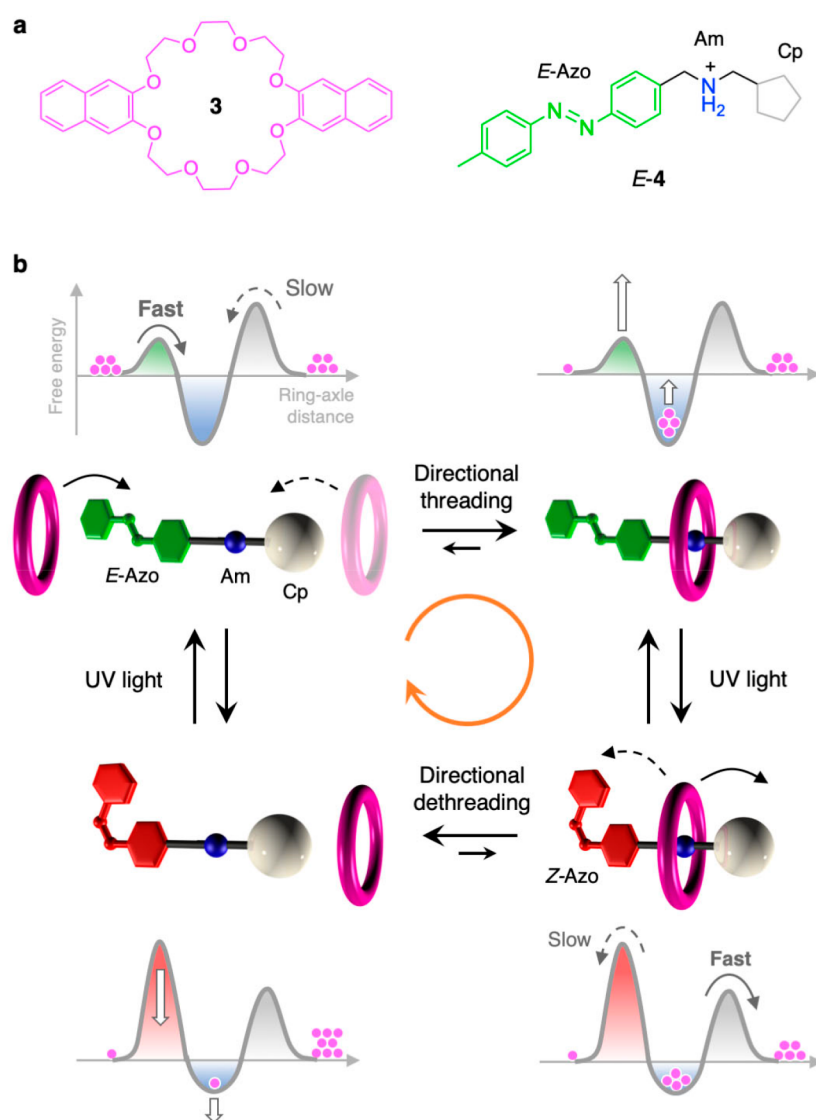 a
O O O O
O O
3
O O
O O O O
E-Azo
N N
Am
+
N
H2
Cp
E-4
b
Free energy
Fast
Slow
Ring-axle
distance
E-Azo
Am
Cp
Directional
threading
UV light
UV light
Directional
dethreading
Z-Azo
Slow
Fast